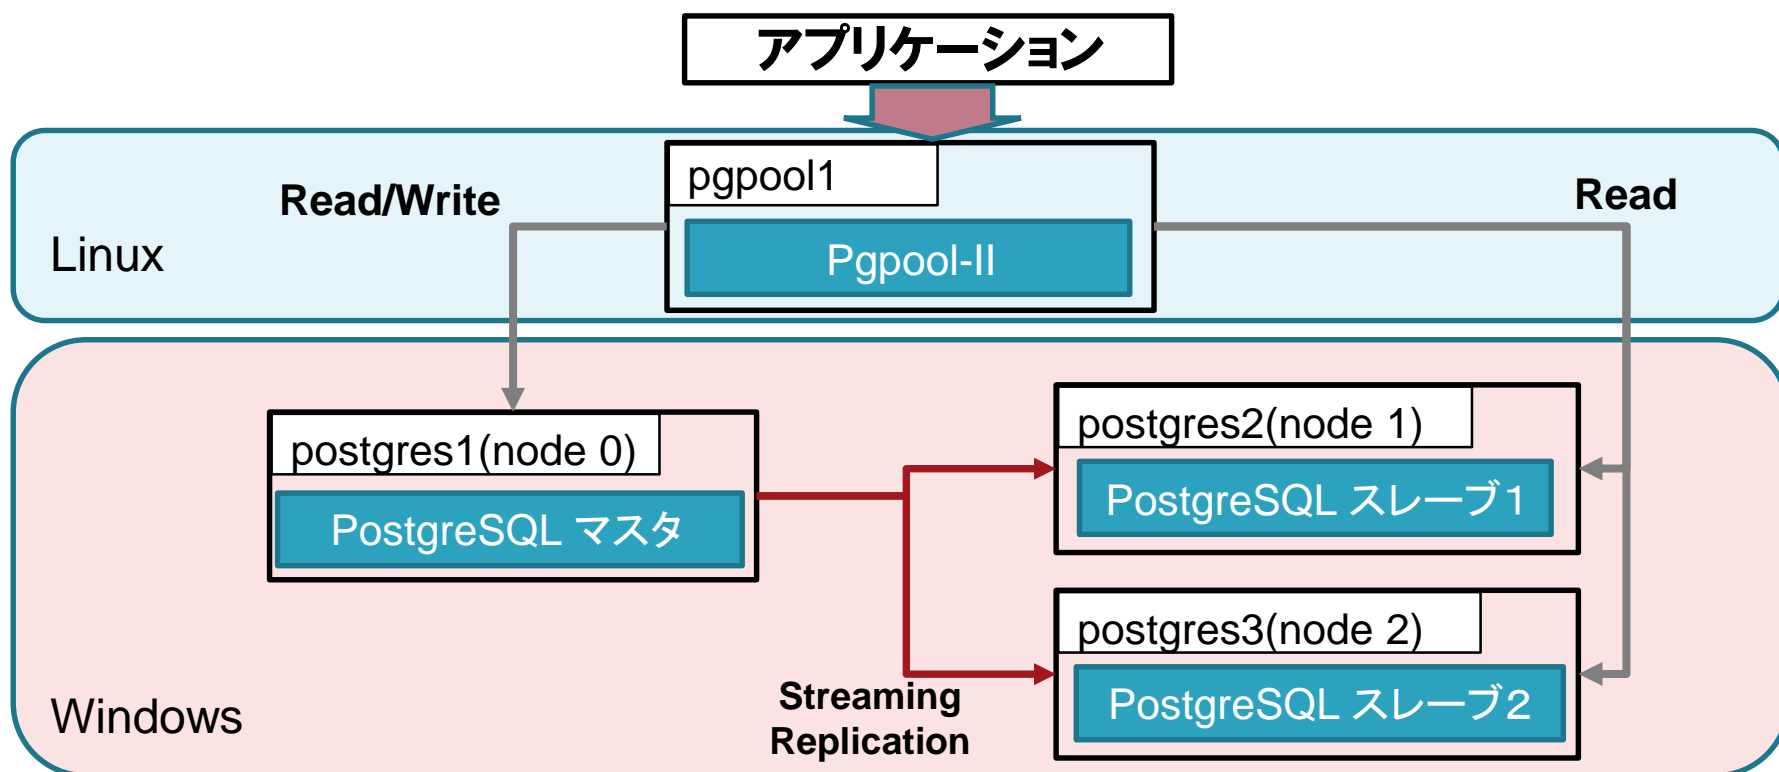 アプリケーション
pgpool1
Read/Write
Read
Linux
Pgpool-II
postgres1(node 0)
PostgreSQL マスタ
postgres2(node 1)
PostgreSQL スレーブ１
postgres3(node 2)
PostgreSQL スレーブ２
Streaming
Replication
Windows